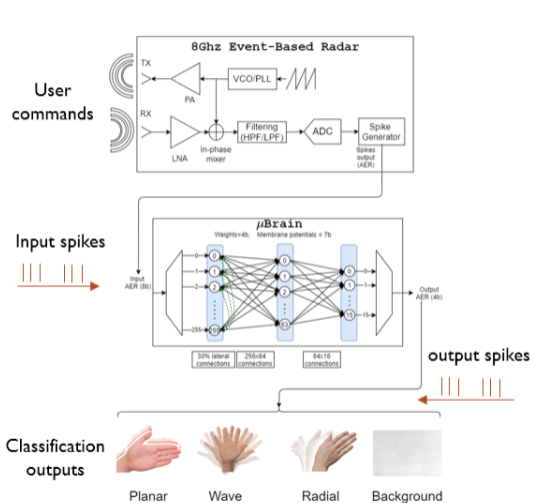 8Ghz Event-Based Radar
TX
VCO/PLL
PA
User
commands
RX
Filtering
(HPF/LPF)
ADC
Spike
Generator
LNA
In-phase
mixer
Spikes
output
(AER)
μBrain
Weights=4b, Membrane potentials = 7b
Input spikes
Input
AER (8b)
0
1
2
255
0
1
2
255
0
1
2
63
0
1
15
0
1
15
Output
AER (4b)
30% lateral
connections
256x64
connections
64x16
connections
output spikes
Classification
outputs
Planar
Wave
Radial
Background